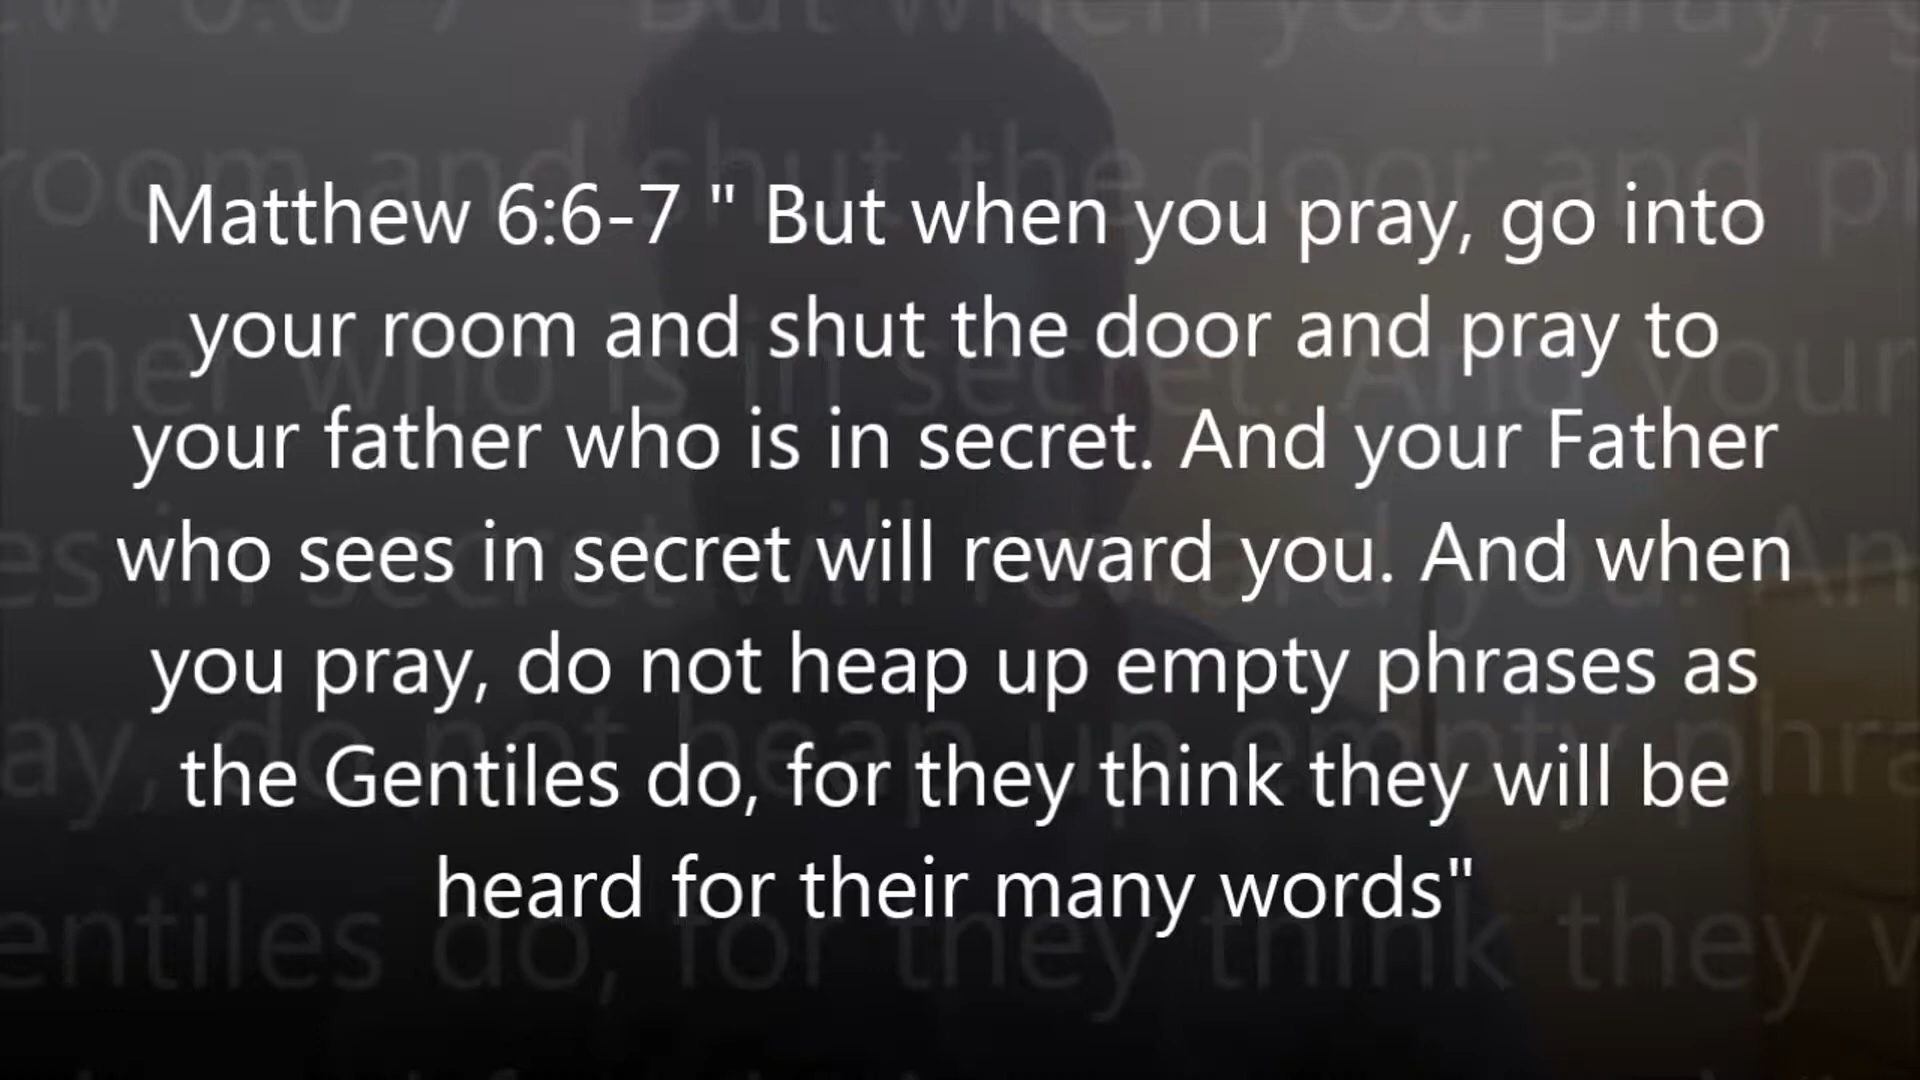 Matthew 6:6-7 " But when you pray, go into
your room and shut the door and pray to
your father who is in secret. And your Father
who sees in secret will reward you. And when
you pray, do not heap up empty phrases as
the Gentiles do, for they think they will be
heard for their many words"